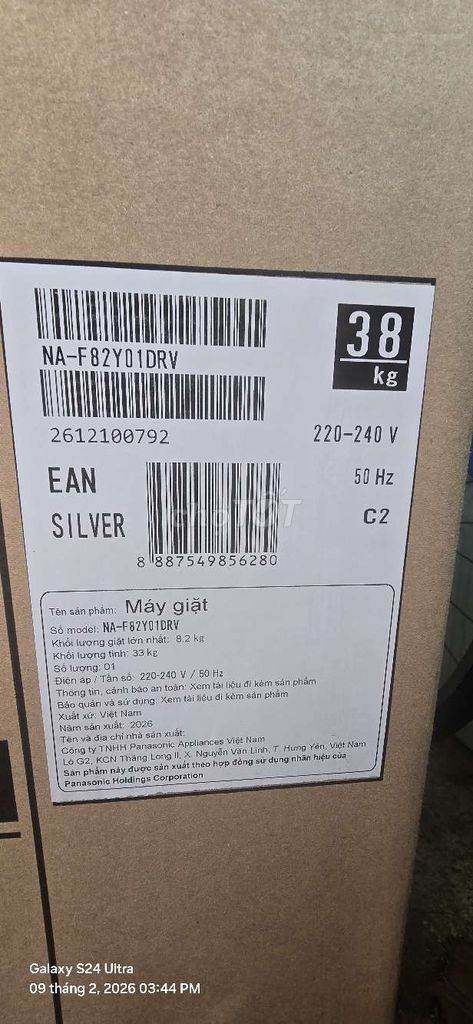 NA-F82Y01DRV
38
kg
2612100792
220-240 V
EAN
50 Hz
SILVER
C2
choTỐT
8 887549856280
Tên sản phẩm: Máy giặt
Số model: NA-F82Y01DRV
Khối lượng giặt lớn nhất: 8.2 kg
Khối lượng tịnh: 33 kg
Số lượng: 01
Điện áp / Tần số: 220-240 V / 50 Hz
Thông tin, cảnh báo an toàn: Xem tài liệu đi kèm sản phẩm
Bảo quản và sử dụng: Xem tài liệu đi kèm sản phẩm
Xuất xứ: Việt Nam
Năm sản xuất: 2026
Tên và địa chỉ nhà sản xuất:
Công ty TNHH Panasonic Appliances Việt Nam
Lô G2, KCN Thăng Long II, X. Nguyễn Văn Linh, T. Hưng Yên, Việt Nam
Sản phẩm này được sản xuất theo hợp đồng sử dụng nhãn hiệu của
Panasonic Holdings Corporation
Galaxy S24 Ultra
09 tháng 2, 2026 03:44 PM